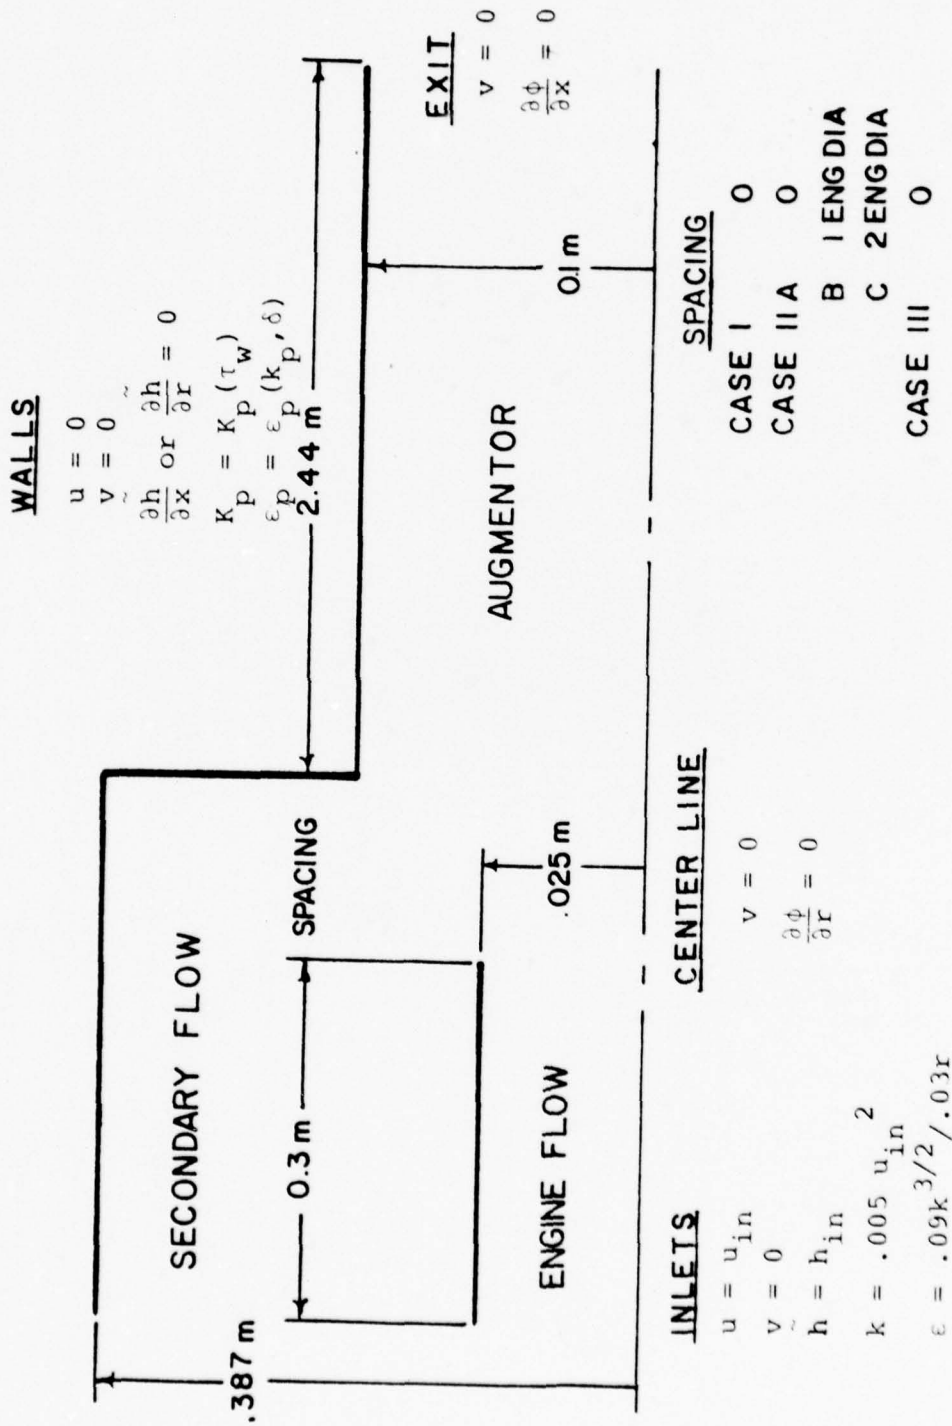 WALLS
u = 0
v = 0
∂h̃/∂x or ∂h̃/∂r = 0
K_p = K_p (τ_w)
ε_p = ε_p (k_p, δ)
2.44 m
EXIT
v = 0
∂φ/∂x = 0
SECONDARY FLOW
SPACING
.387 m
0.3 m
ENGINE FLOW
.025 m
AUGMENTOR
0.1 m
INLETS
u = u_in
v = 0
h̃ = h_in
k = .005 u_in^2
ε = .09k^3/2/.03r
CENTER LINE
v = 0
∂φ/∂r = 0
SPACING
CASE I 0
CASE II A 0
B 1 ENG DIA
C 2 ENG DIA
CASE III 0